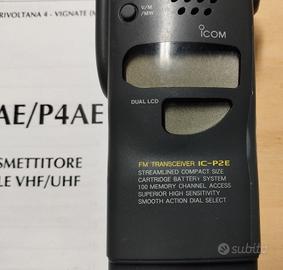 RIVOLTANA 4 - VIGNATE (M
V/M
/MW
ICOM
DUAL LCD
AE/P4AE
SMETTITORE
LE VHF/UHF
FM TRANSCEIVER IC-P2E
STREAMLINED COMPACT SIZE
CARTRIDGE BATTERY SYSTEM
100 MEMORY CHANNEL ACCESS
SUPERIOR HIGH SENSITIVITY
SMOOTH ACTION DIAL SELECT
subito